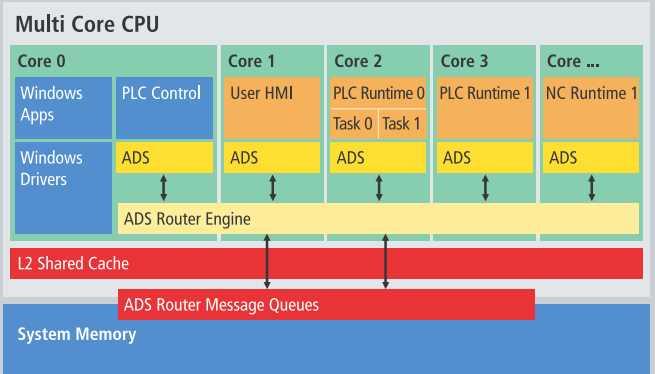 Multi Core CPU
Core 0
Core 1
Core 2
Core 3
Core ...
Windows
Apps
PLC Control
User HMI
PLC Runtime 0
Task 0
Task 1
PLC Runtime 1
NC Runtime 1
Windows
Drivers
ADS
ADS
ADS
ADS
ADS
ADS Router Engine
L2 Shared Cache
ADS Router Message Queues
System Memory